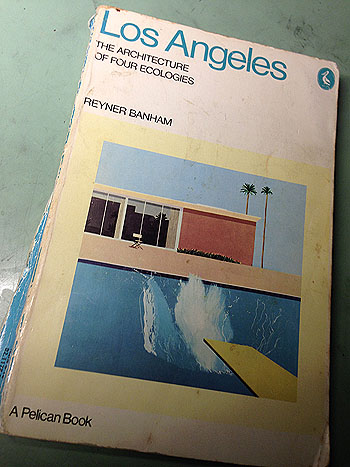 Los Angeles
THE ARCHITECTURE
OF FOUR ECOLOGIES
REYNER BANHAM
A Pelican Book